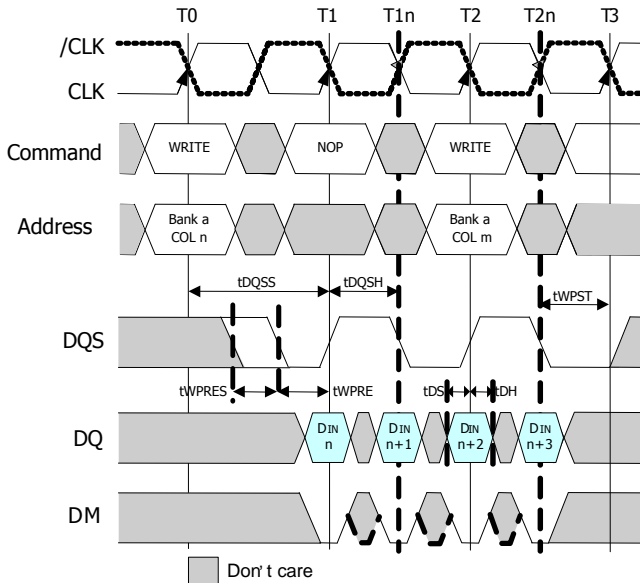 T0 T1 T1n T2 T2n T3
/CLK
CLK
Command WRITE NOP WRITE
Address Bank a COL n Bank a COL m
tDQSS tDQSH tWPST
DQS
tWPRES tWPRE tDS tDH
DQ DIN n DIN n+1 DIN n+2 DIN n+3
DM
Don't care